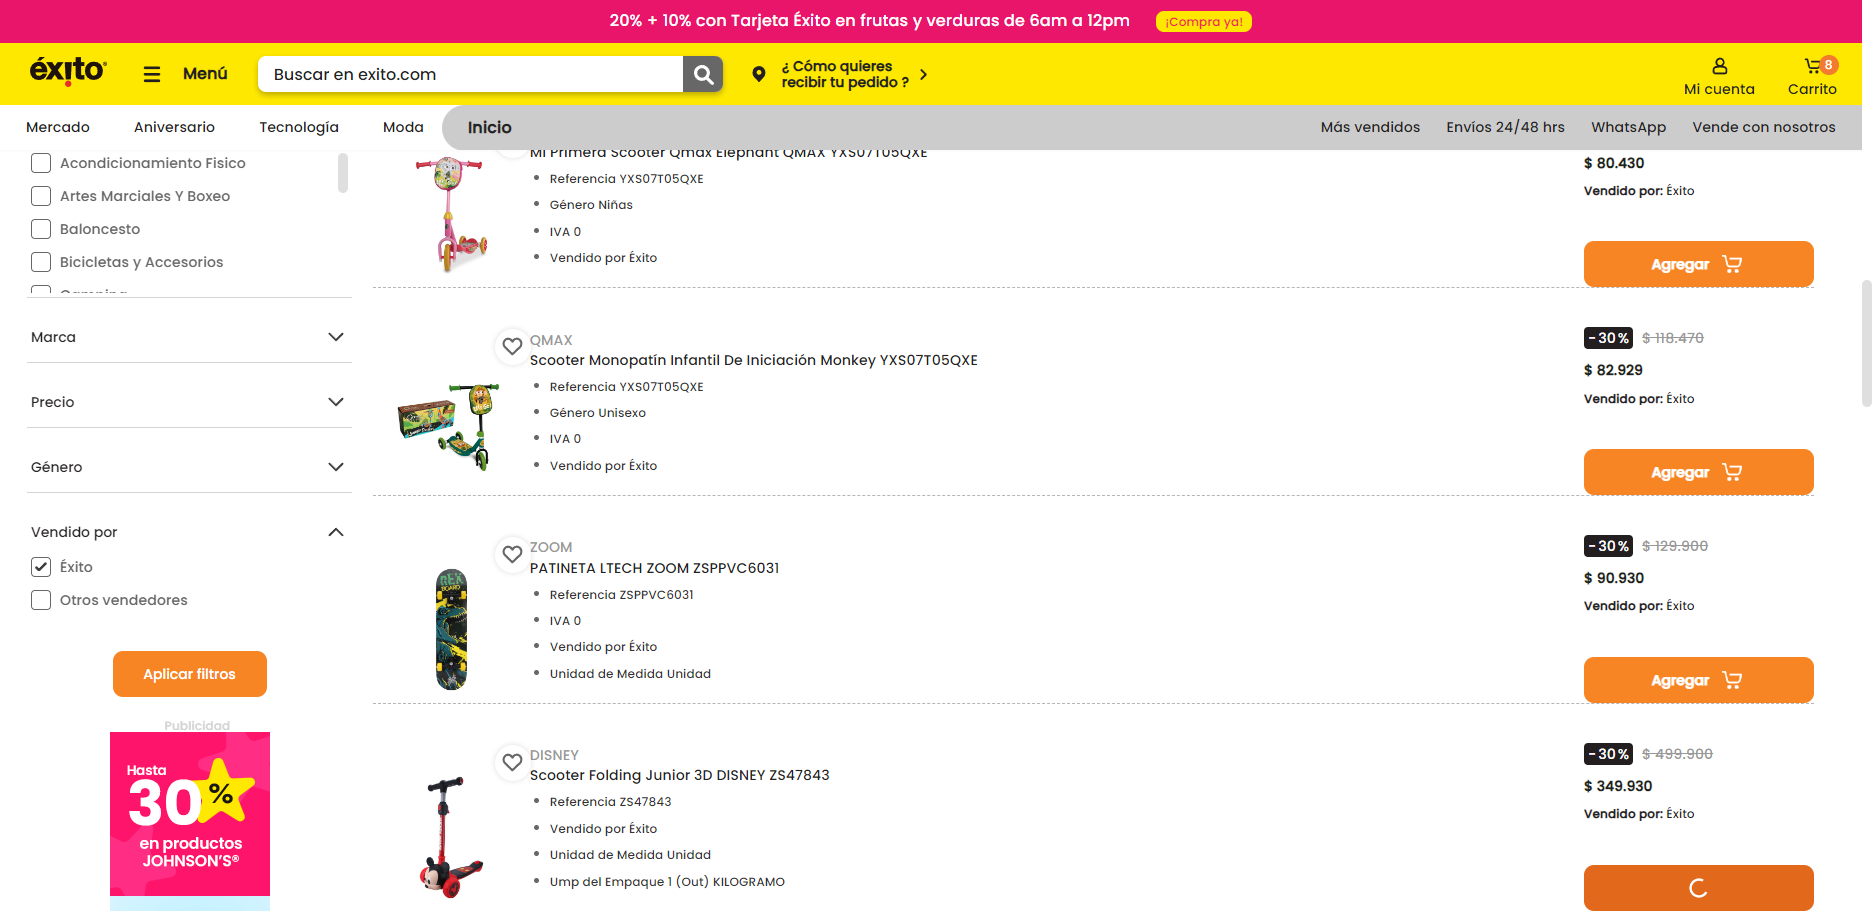 20% + 10% con Tarjeta Éxito en frutas y verduras de 6am a 12pm
¡Compra ya!
éxito
Menú
Buscar en exito.com
¿ Cómo quieres
recibir tu pedido ?
Mi cuenta
8
Carrito
Mercado
Aniversario
Tecnología
Moda
Inicio
Más vendidos
Envíos 24/48 hrs
WhatsApp
Vende con nosotros
Acondicionamiento Fisico
Artes Marciales Y Boxeo
Baloncesto
Bicicletas y Accesorios
Marca
Precio
Género
Vendido por
Éxito
Otros vendedores
Aplicar filtros
Publicidad
Hasta
30%
en productos
JOHNSON'S®
Mi Primera Scooter Qmax Elephant QMAX YXS07T05QXE
Referencia YXS07T05QXE
Género Niñas
IVA 0
Vendido por Éxito
$ 80.430
Vendido por: Éxito
Agregar
QMAX
Scooter Monopatín Infantil De Iniciación Monkey YXS07T05QXE
Referencia YXS07T05QXE
Género Unisexo
IVA 0
Vendido por Éxito
-30% $ 118.470
$ 82.929
Vendido por: Éxito
Agregar
ZOOM
PATINETA LTECH ZOOM ZSPPVC6031
Referencia ZSPPVC6031
IVA 0
Vendido por Éxito
Unidad de Medida Unidad
-30% $ 129.900
$ 90.930
Vendido por: Éxito
Agregar
REX
DISNEY
Scooter Folding Junior 3D DISNEY ZS47843
Referencia ZS47843
Vendido por Éxito
Unidad de Medida Unidad
Ump del Empaque 1 (Out) KILOGRAMO
-30% $ 499.900
$ 349.930
Vendido por: Éxito